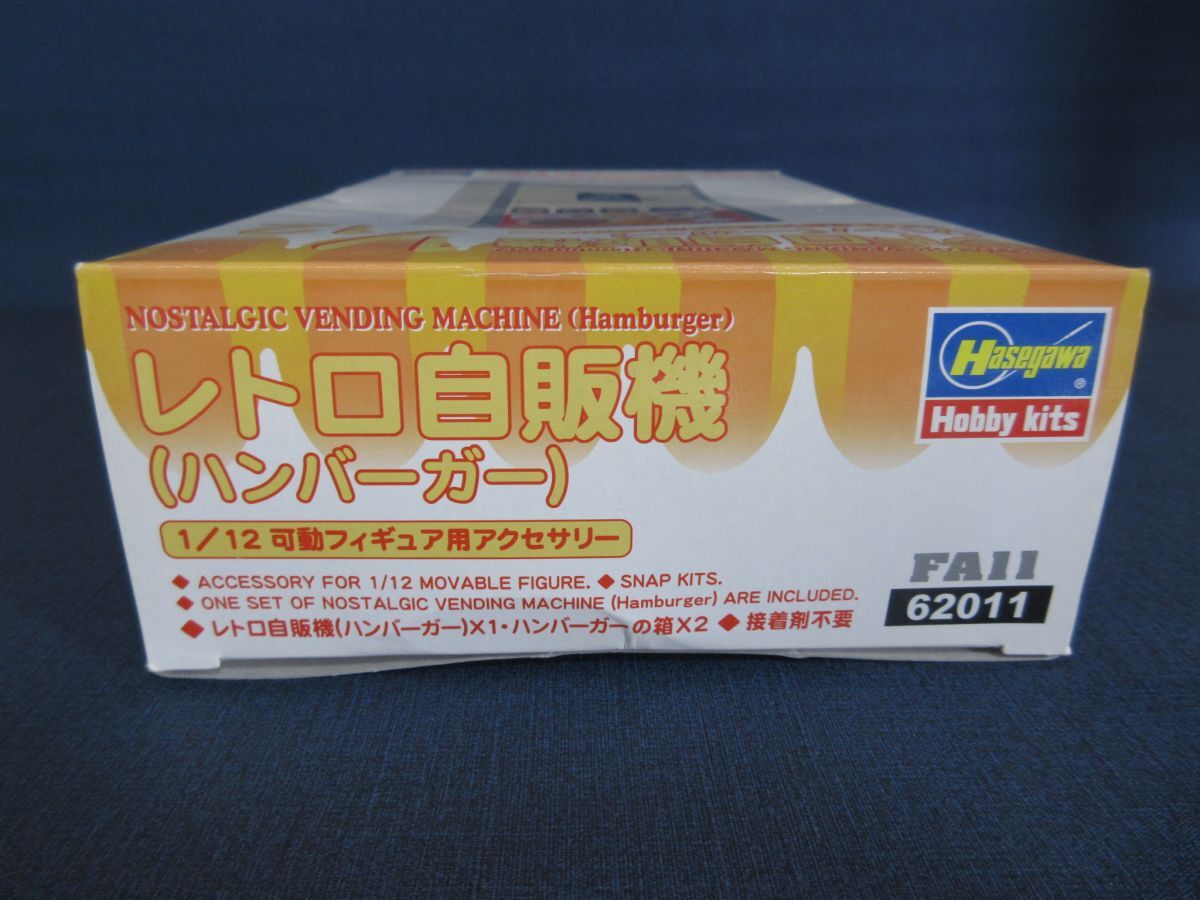 NOSTALGIC VENDING MACHINE (Hamburger)
レトロ自販機
(ハンバーガー)
1/12 可動フィギュア用アクセサリー
◆ ACCESSORY FOR 1/12 MOVABLE FIGURE. ◆ SNAP KITS.
◆ ONE SET OF NOSTALGIC VENDING MACHINE (Hamburger) ARE INCLUDED.
◆ レトロ自販機(ハンバーガー)X1・ハンバーガーの箱X2 ◆ 接着剤不要
Hasegawa ®
Hobby kits
FA11
62011